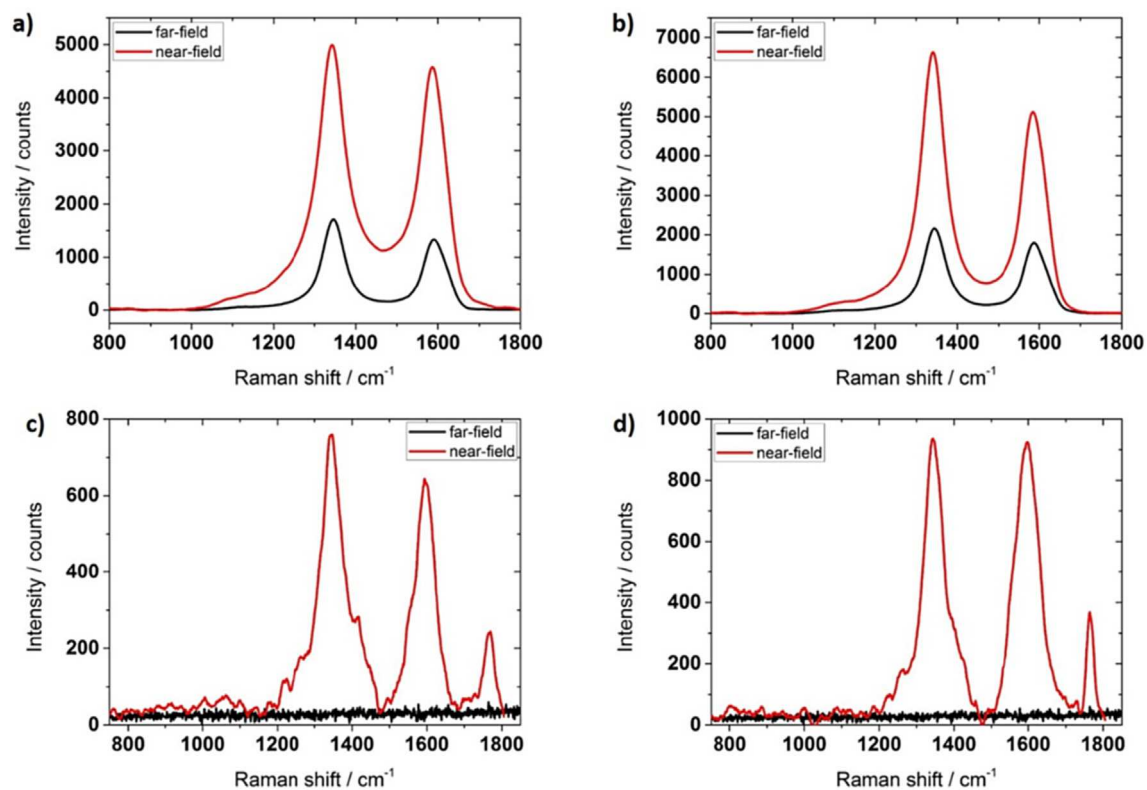 a)
far-field
near-field
5000
4000
3000
2000
1000
0
Intensity / counts
800 1000 1200 1400 1600 1800
Raman shift / cm-1
b)
far-field
near-field
7000
6000
5000
4000
3000
2000
1000
0
Intensity / counts
800 1000 1200 1400 1600 1800
Raman shift / cm-1
c)
far-field
near-field
800
600
400
200
0
Intensity / counts
800 1000 1200 1400 1600 1800
Raman shift / cm-1
d)
far-field
near-field
1000
800
600
400
200
0
Intensity / counts
800 1000 1200 1400 1600 1800
Raman shift / cm-1